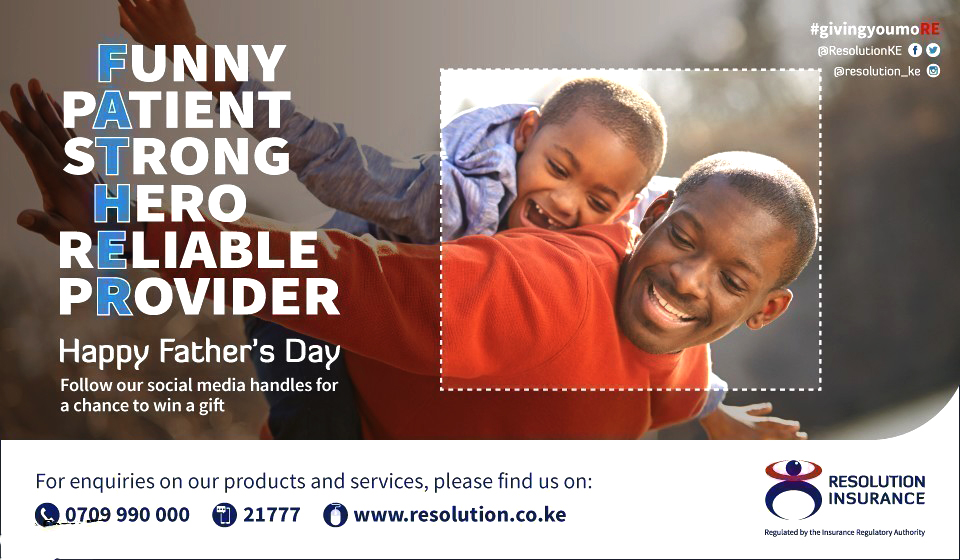 #givingyoumoRE
@ResolutionKE
@resolution_ke
FUNNY
PATIENT
STRONG
HERO
RELIABLE
PROVIDER
Happy Father's Day
Follow our social media handles for
a chance to win a gift
For enquiries on our products and services, please find us on:
0709 990 000 21777 www.resolution.co.ke
RESOLUTION
INSURANCE
Regulated by the Insurance Regulatory Authority